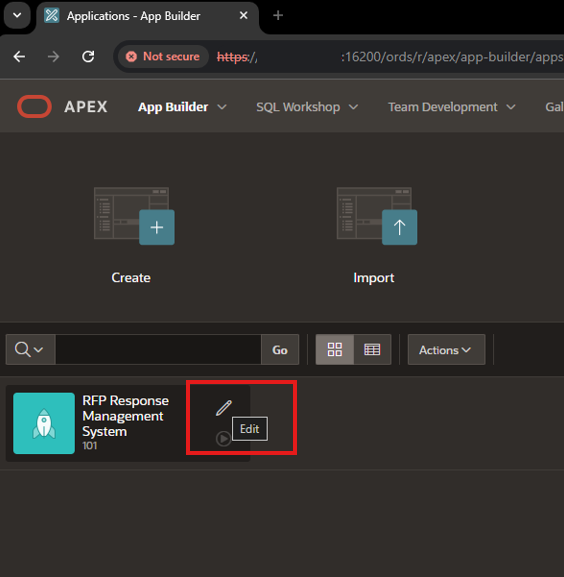 Applications - App Builder
Not secure
https://
:16200/ords/r/apex/app-builder/apps
APEX
App Builder
SQL Workshop
Team Development
Gal
Create
Import
Go
Actions
RFP Response
Management
System
101
Edit